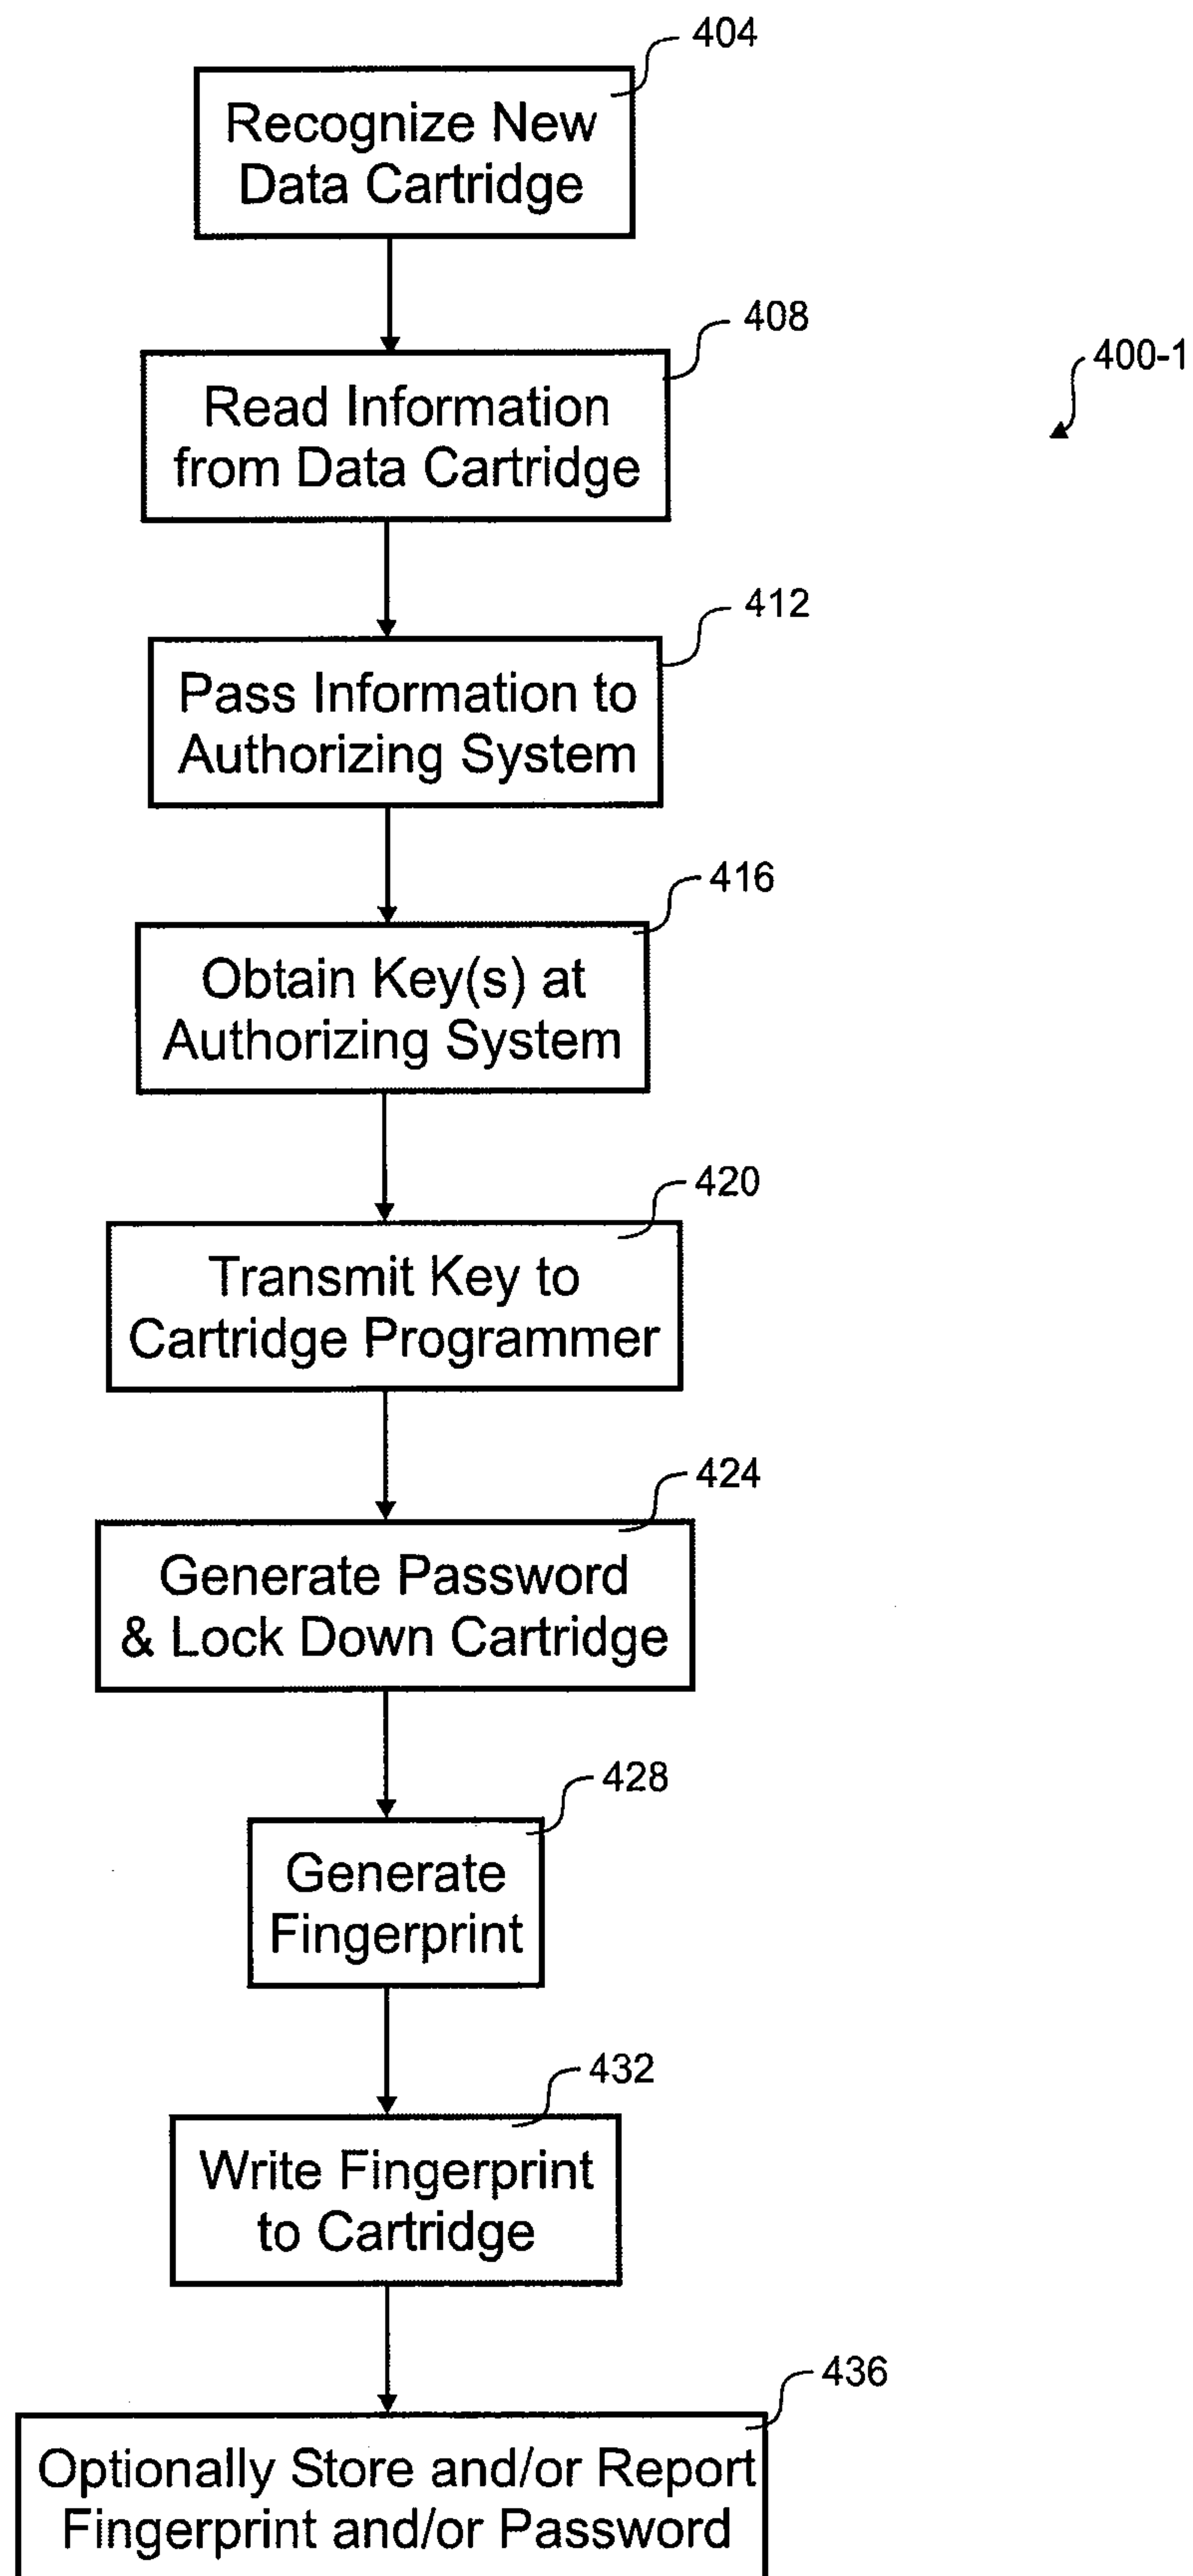 404
Recognize New
Data Cartridge
408
400-1
Read Information
from Data Cartridge
412
Pass Information to
Authorizing System
416
Obtain Key(s) at
Authorizing System
420
Transmit Key to
Cartridge Programmer
424
Generate Password
& Lock Down Cartridge
428
Generate
Fingerprint
432
Write Fingerprint
to Cartridge
436
Optionally Store and/or Report
Fingerprint and/or Password